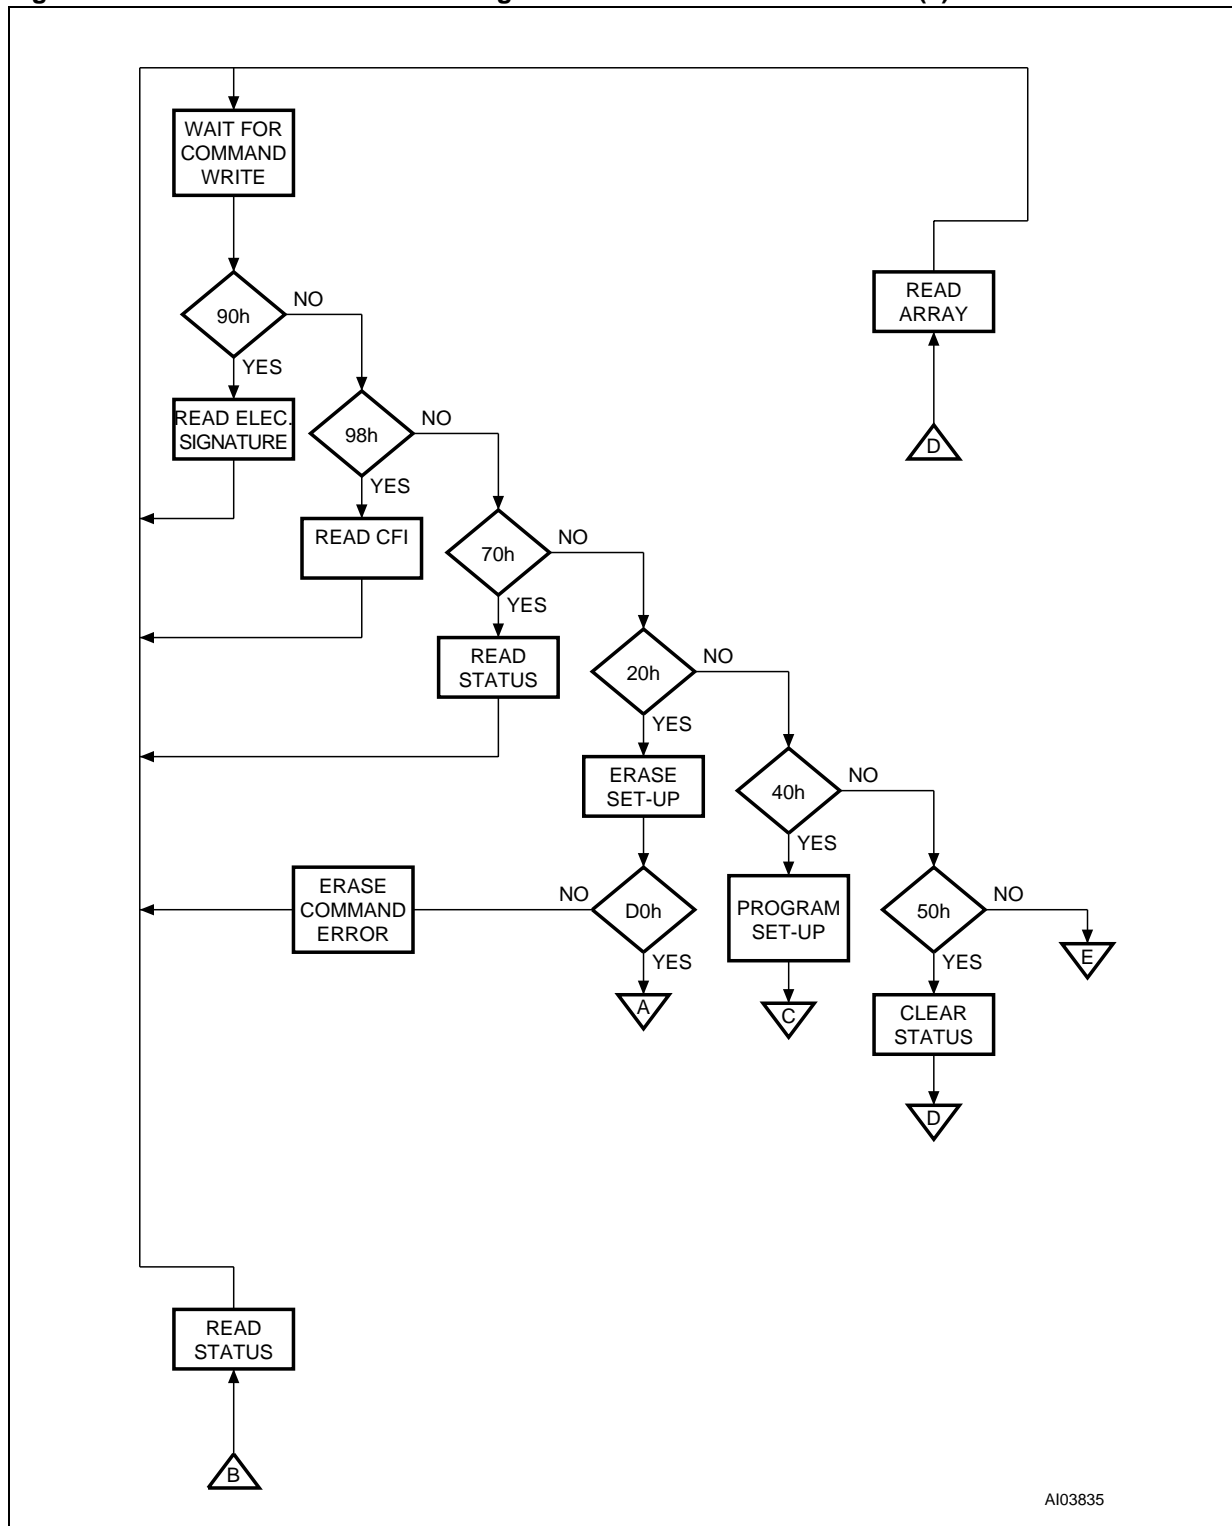 WAIT FOR
COMMAND
WRITE
90h
NO
YES
READ ELEC.
SIGNATURE
98h
NO
YES
READ CFI
READ
ARRAY
D
70h
NO
YES
READ
STATUS
20h
NO
YES
ERASE
SET-UP
40h
NO
YES
PROGRAM
SET-UP
C
D0h
NO
YES
ERASE
COMMAND
ERROR
A
50h
NO
E
YES
CLEAR
STATUS
D
READ
STATUS
B
AI03835